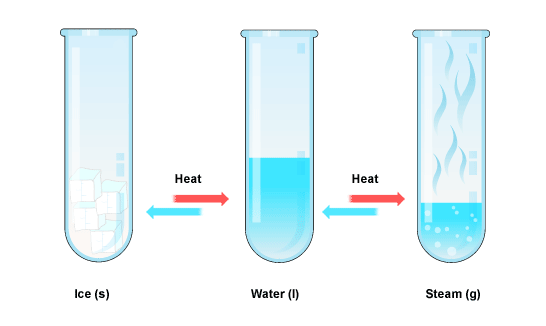 Heat
Heat
Ice (s)
Water (l)
Steam (g)